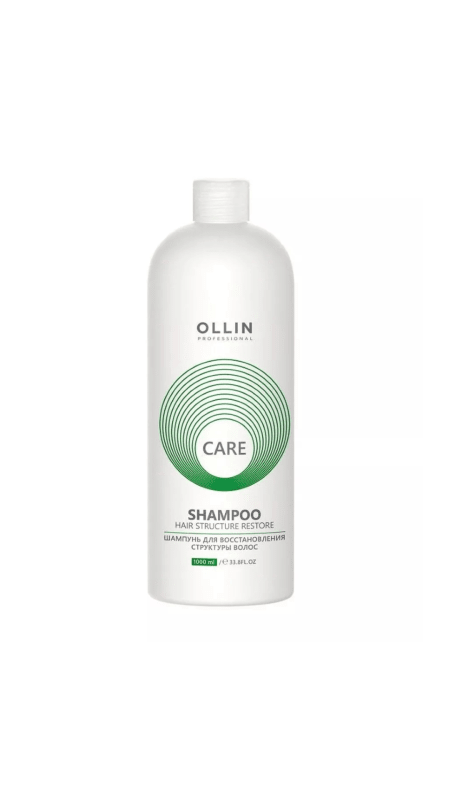 OLLIN
PROFESSIONAL
CARE
SHAMPOO
HAIR STRUCTURE RESTORE
ШАМПУНЬ ДЛЯ ВОССТАНОВЛЕНИЯ
СТРУКТУРЫ ВОЛОС
1000 ml / ℮ 33.8FL.OZ